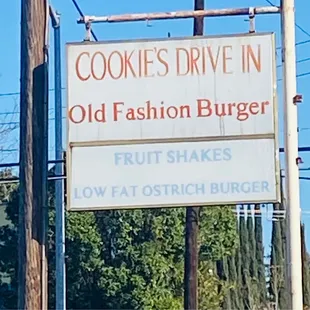 COOKIE'S DRIVE IN
Old Fashion Burger
FRUIT SHAKES
LOW FAT OSTRICH BURGER